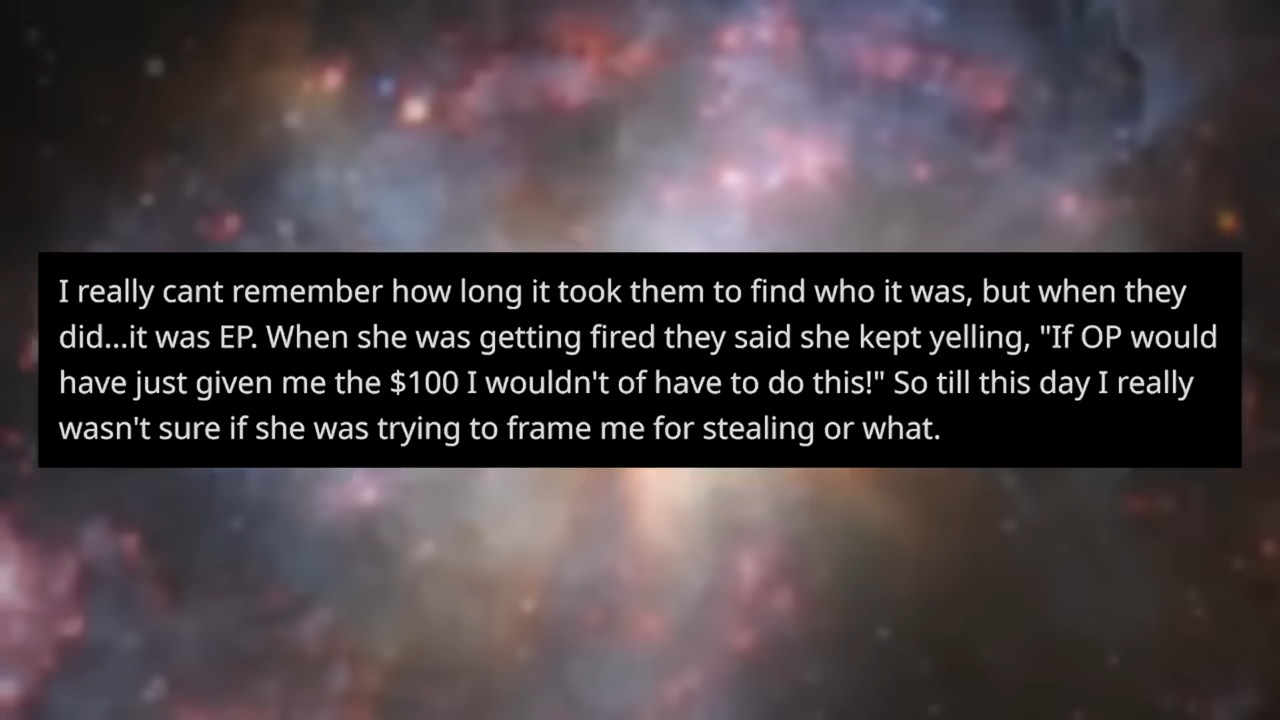 I really cant remember how long it took them to find who it was, but when they
did...it was EP. When she was getting fired they said she kept yelling, "If OP would
have just given me the $100 I wouldn't of have to do this!" So till this day I really
wasn't sure if she was trying to frame me for stealing or what.